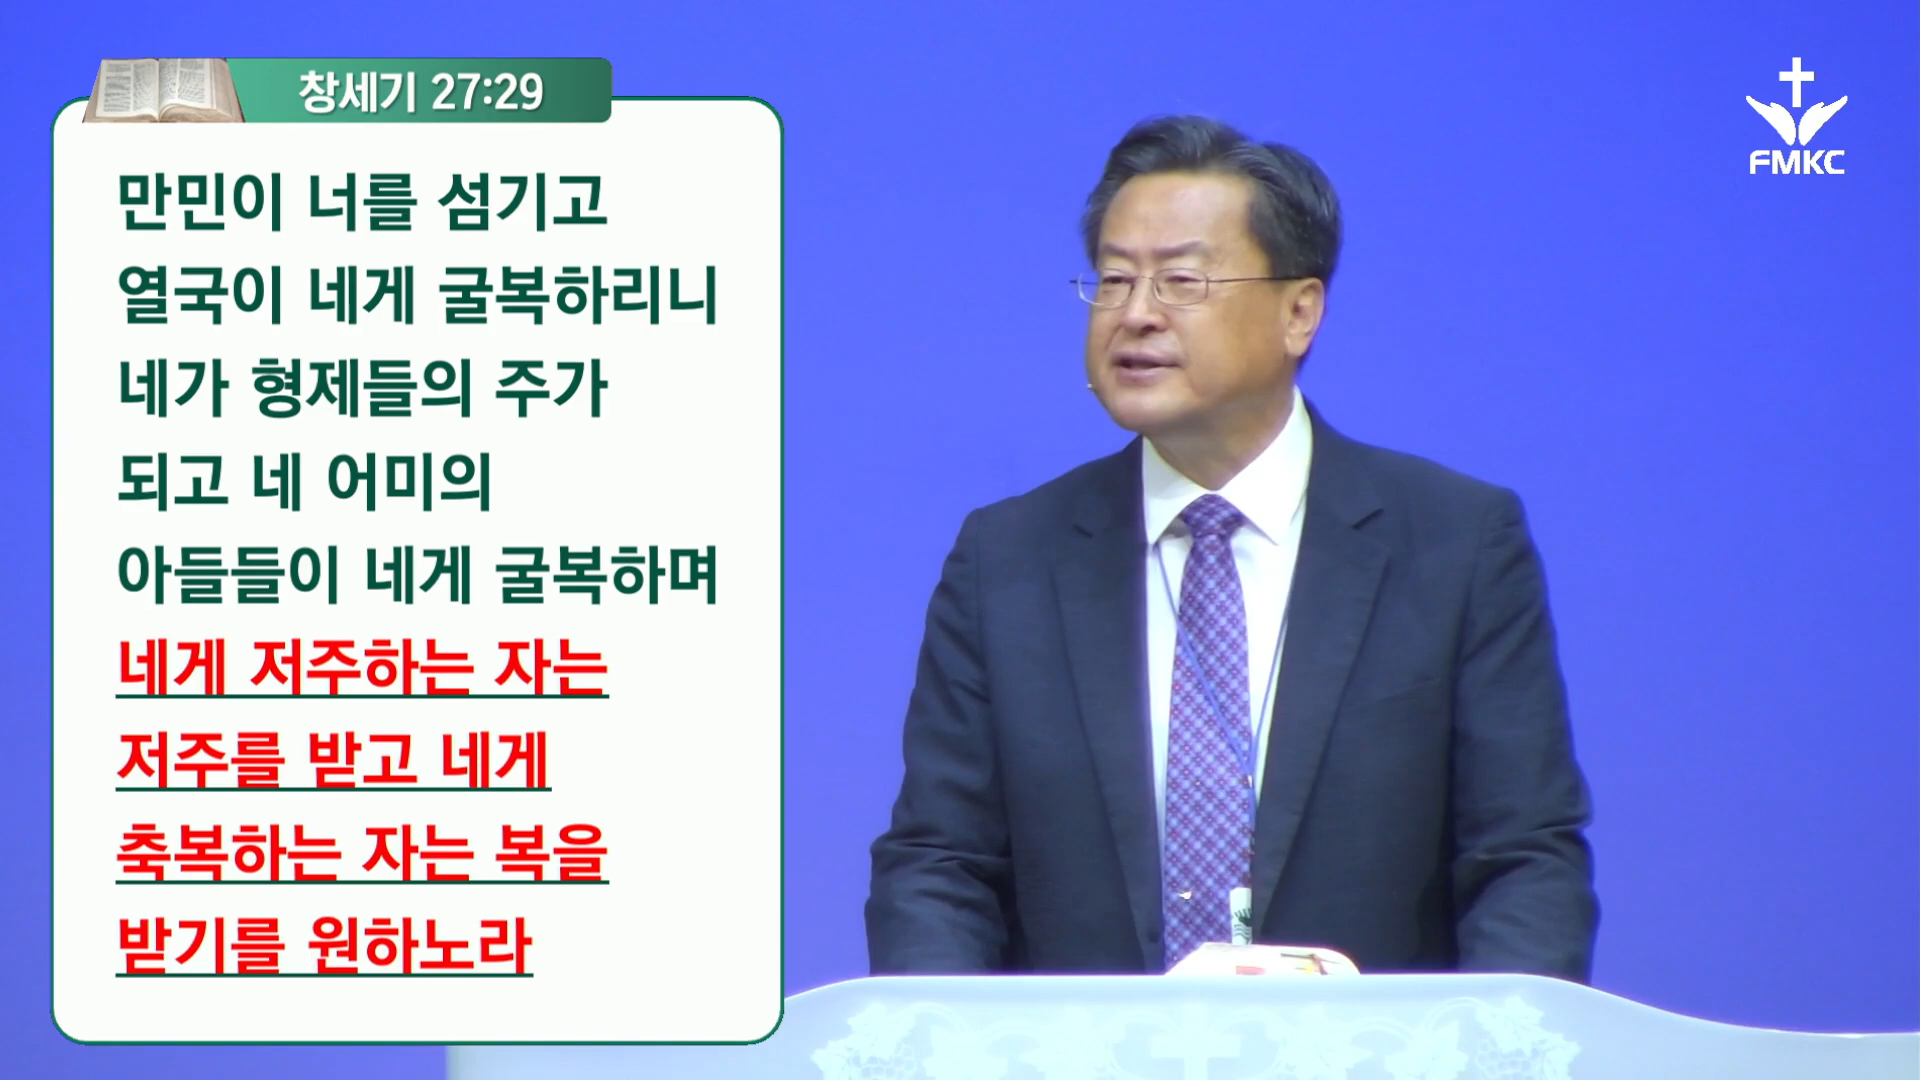 창세기 27:29
만민이 너를 섬기고
열국이 네게 굴복하리니
네가 형제들의 주가
되고 네 어미의
아들들이 네게 굴복하며
네게 저주하는 자는
저주를 받고 네게
축복하는 자는 복을
받기를 원하노라
FMKC